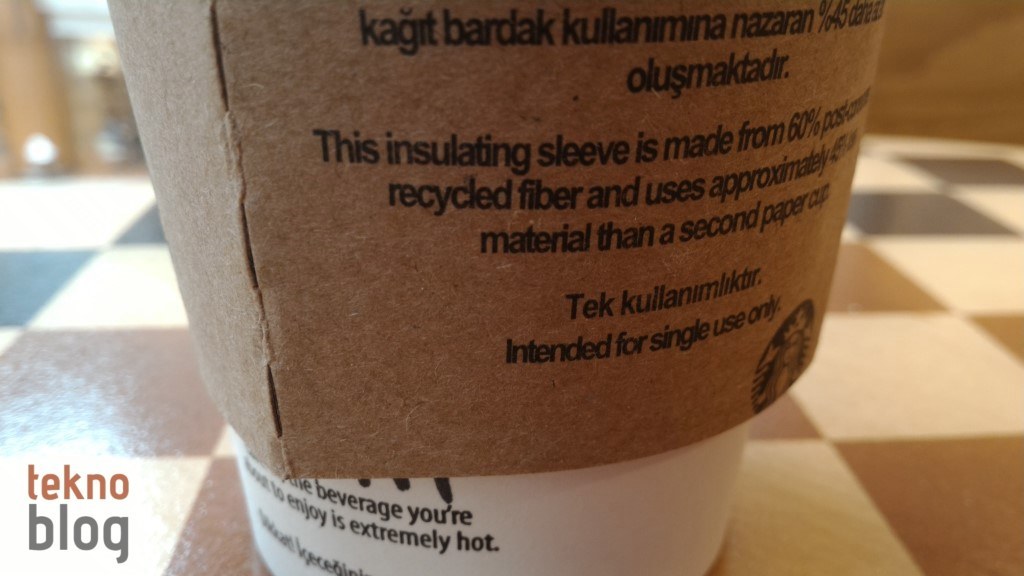 kağıt bardak kullanımına nazaran %45 daha az
oluşmaktadır.
This insulating sleeve is made from 60% post-
recycled fiber and uses approximately 45%
material than a second paper cup.
Tek kullanımlıktır.
Intended for single use only.
the beverage you're
about to enjoy is extremely hot.
Dikkat! İçeceğiniz
tekno
blog